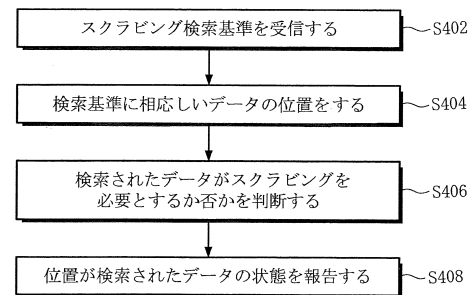 スクラビング検索基準を受信する
S402
検索基準に相応しいデータの位置をする
S404
検索されたデータがスクラビングを
必要とするか否かを判断する
S406
位置が検索されたデータの状態を報告する
S408